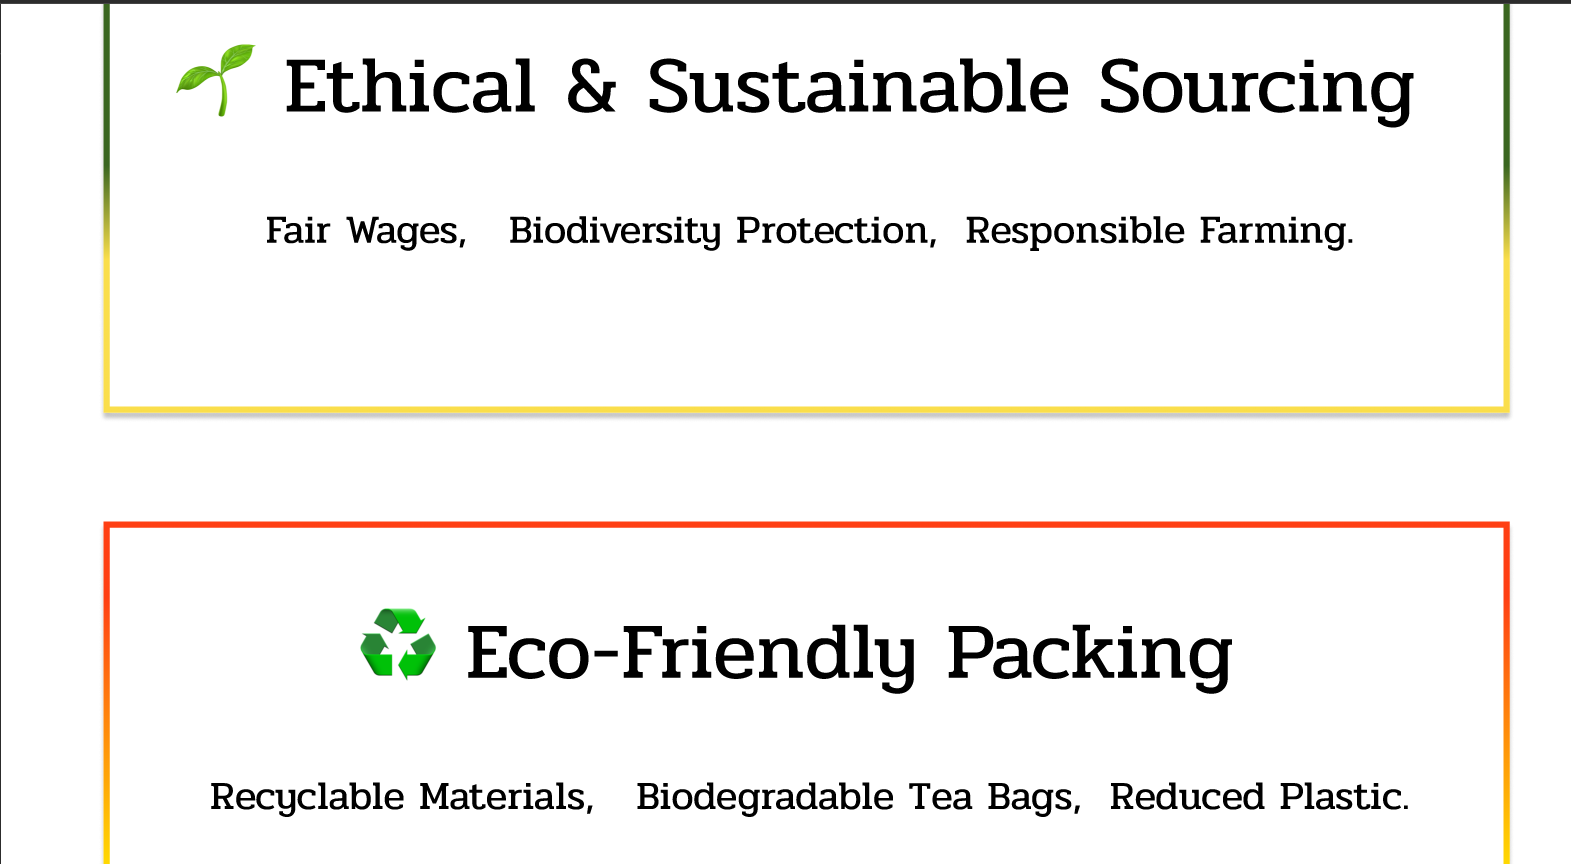 Ethical & Sustainable Sourcing
Fair Wages, Biodiversity Protection, Responsible Farming.
Eco-Friendly Packing
Recyclable Materials, Biodegradable Tea Bags, Reduced Plastic.